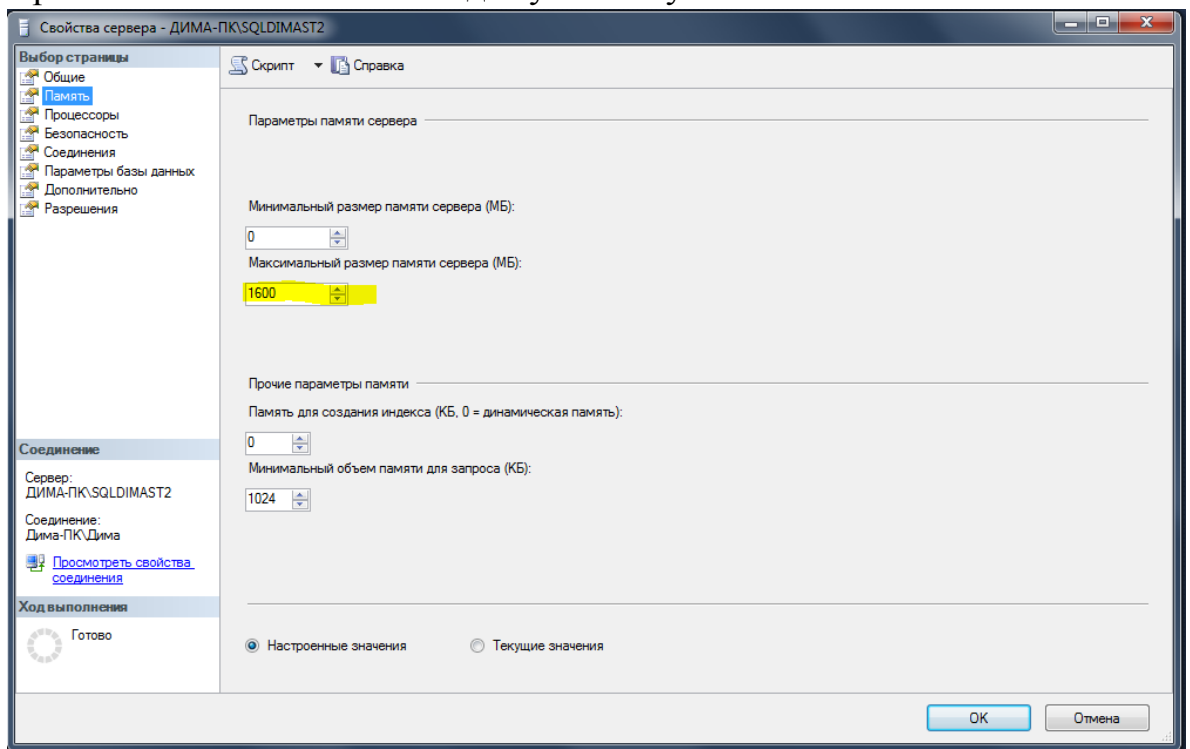 Свойства сервера - ДИМА-ПК\SQLDIMAST2
Выбор страницы
Общие
Память
Процессоры
Безопасность
Соединения
Параметры базы данных
Дополнительно
Разрешения
Скрипт
Справка
Параметры памяти сервера
Минимальный размер памяти сервера (МБ):
0
Максимальный размер памяти сервера (МБ):
1600
Прочие параметры памяти
Память для создания индекса (КБ, 0 = динамическая память):
0
Минимальный объем памяти для запроса (КБ):
1024
Соединение
Сервер:
ДИМА-ПК\SQLDIMAST2
Соединение:
Дима-ПК\Дима
Просмотреть свойства
соединения
Ход выполнения
Готово
Настроенные значения
Текущие значения
OK
Отмена